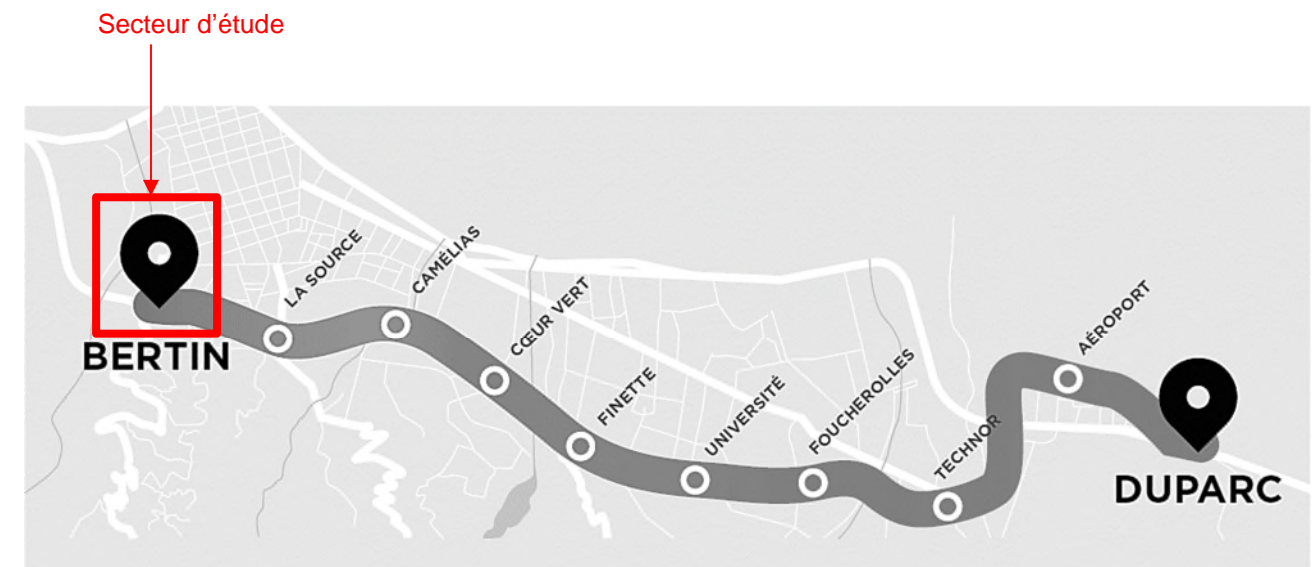 Secteur d’étude
BERTIN
LA SOURCE
CAMÉLIAS
CŒUR VERT
FINETTE
UNIVERSITÉ
FOUCHEROLLES
TECHNOR
AÉROPORT
DUPARC